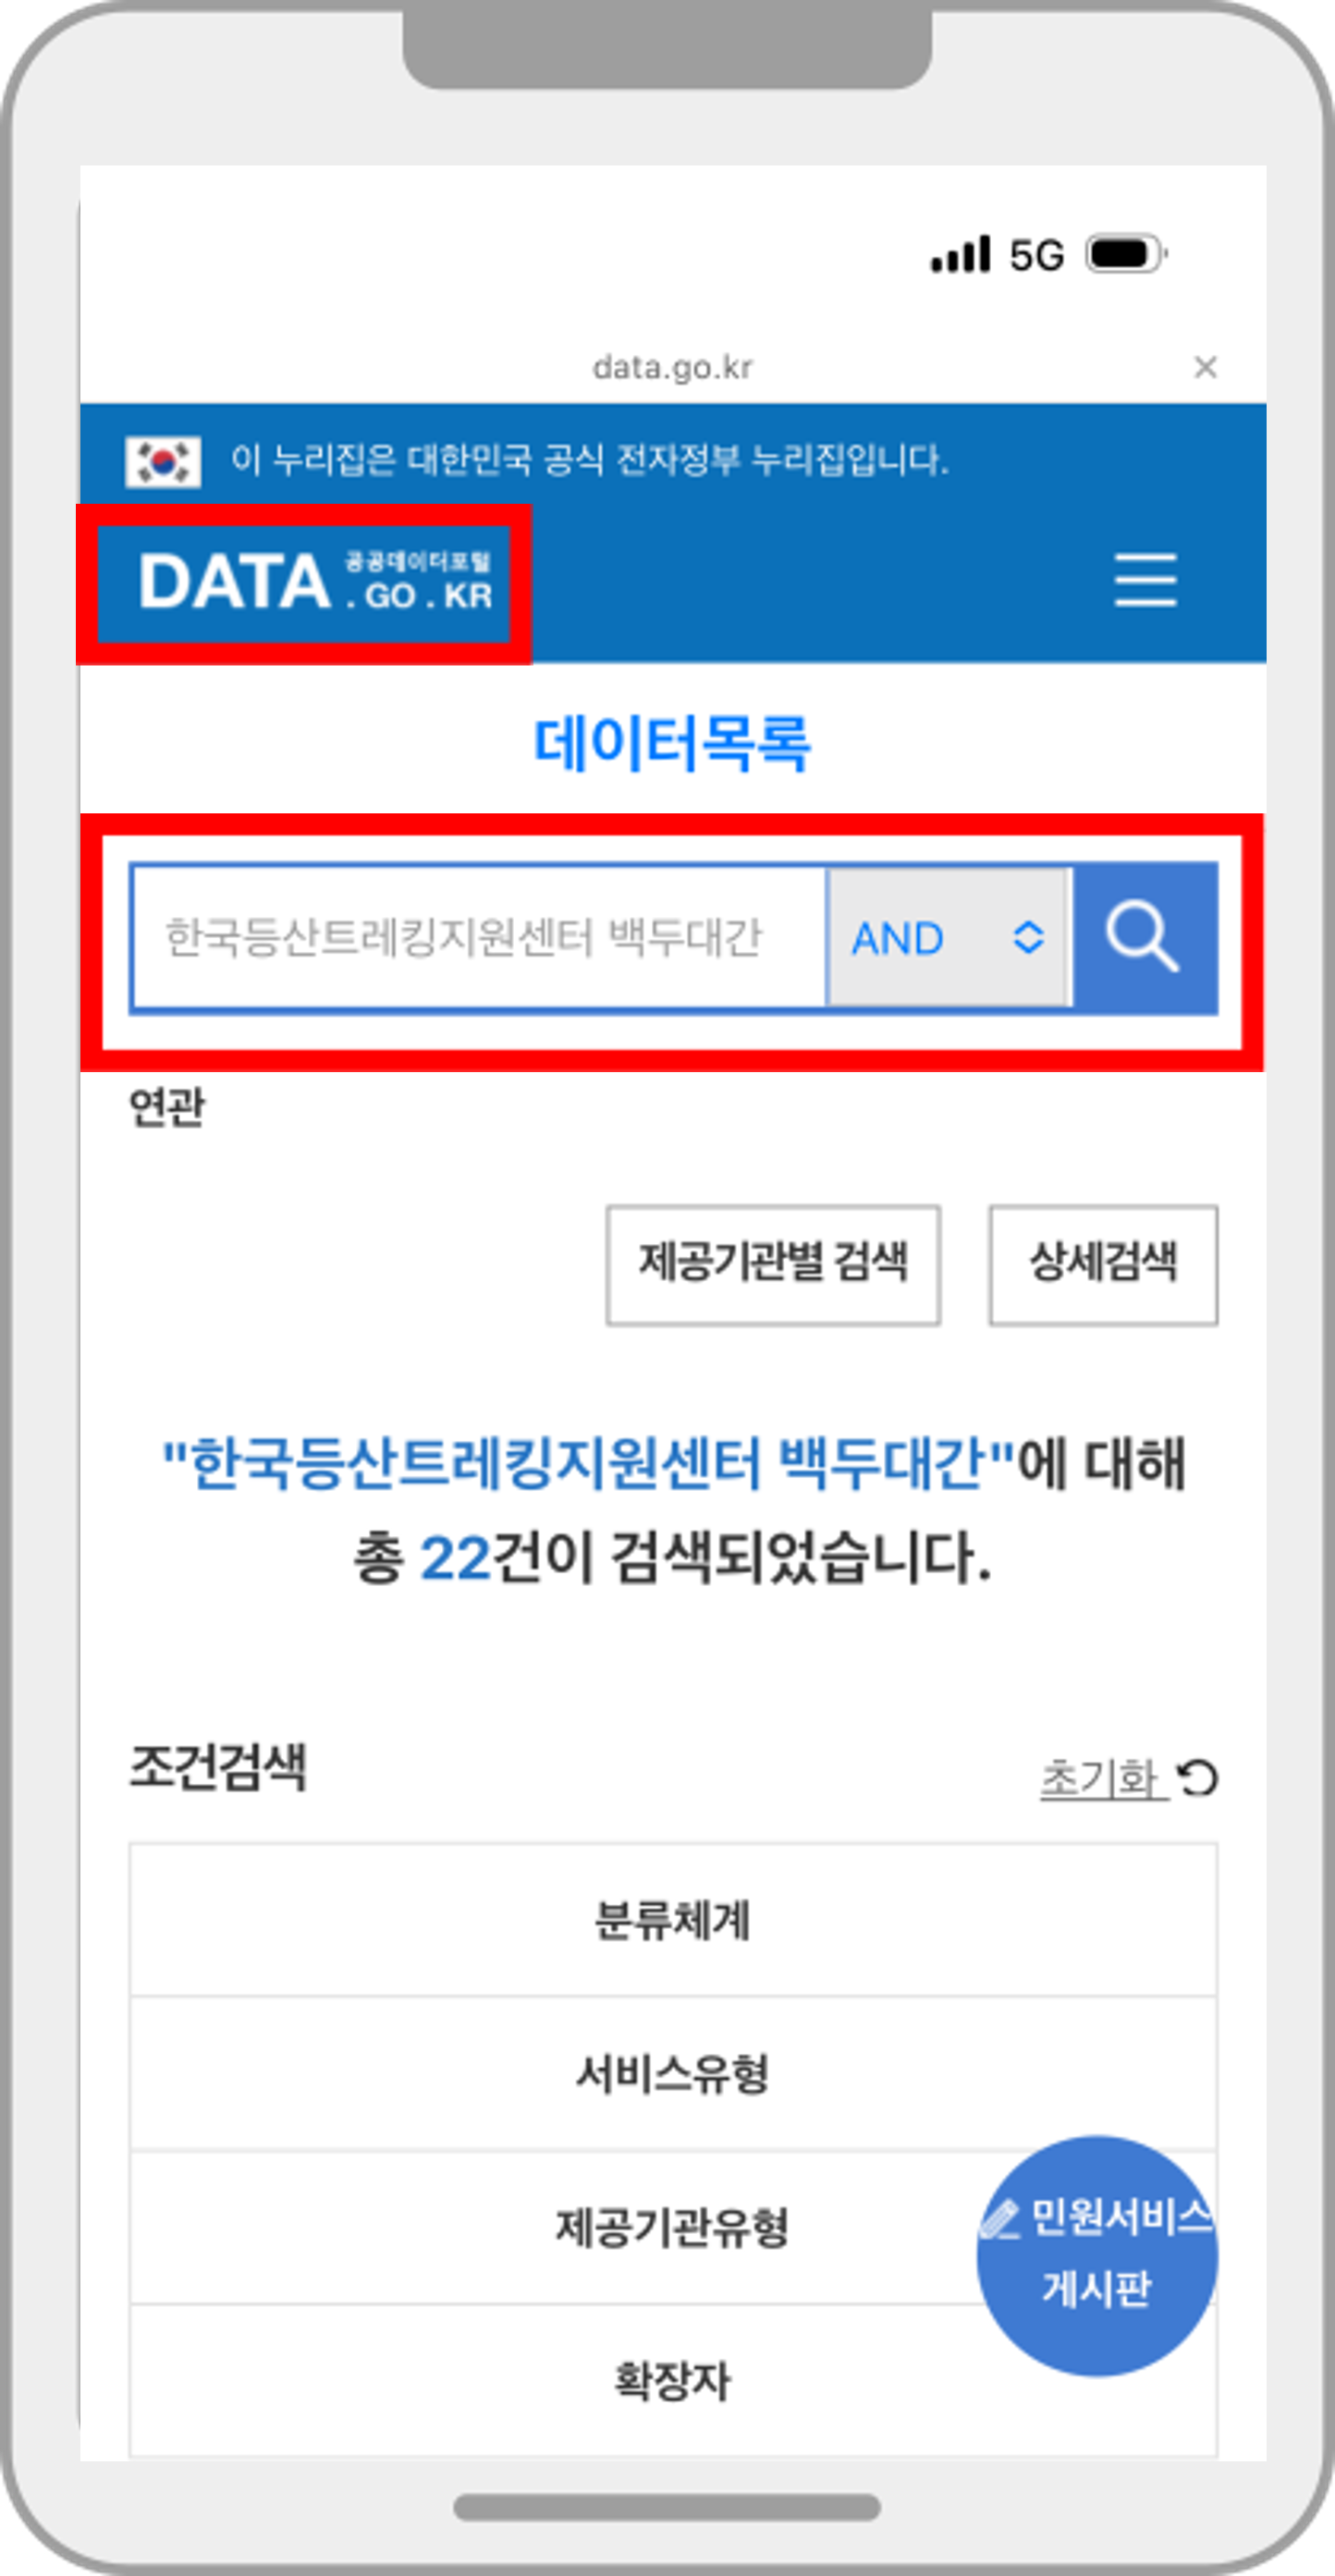 5G
data.go.kr ×
이 누리집은 대한민국 공식 전자정부 누리집입니다.
DATA 공공데이터포털
. GO . KR
데이터목록
한국등산트레킹지원센터 백두대간 AND
연관
제공기관별 검색 상세검색
"한국등산트레킹지원센터 백두대간"에 대해
총 22건이 검색되었습니다.
조건검색 초기화
분류체계
서비스유형
제공기관유형
민원서비스
게시판
확장자